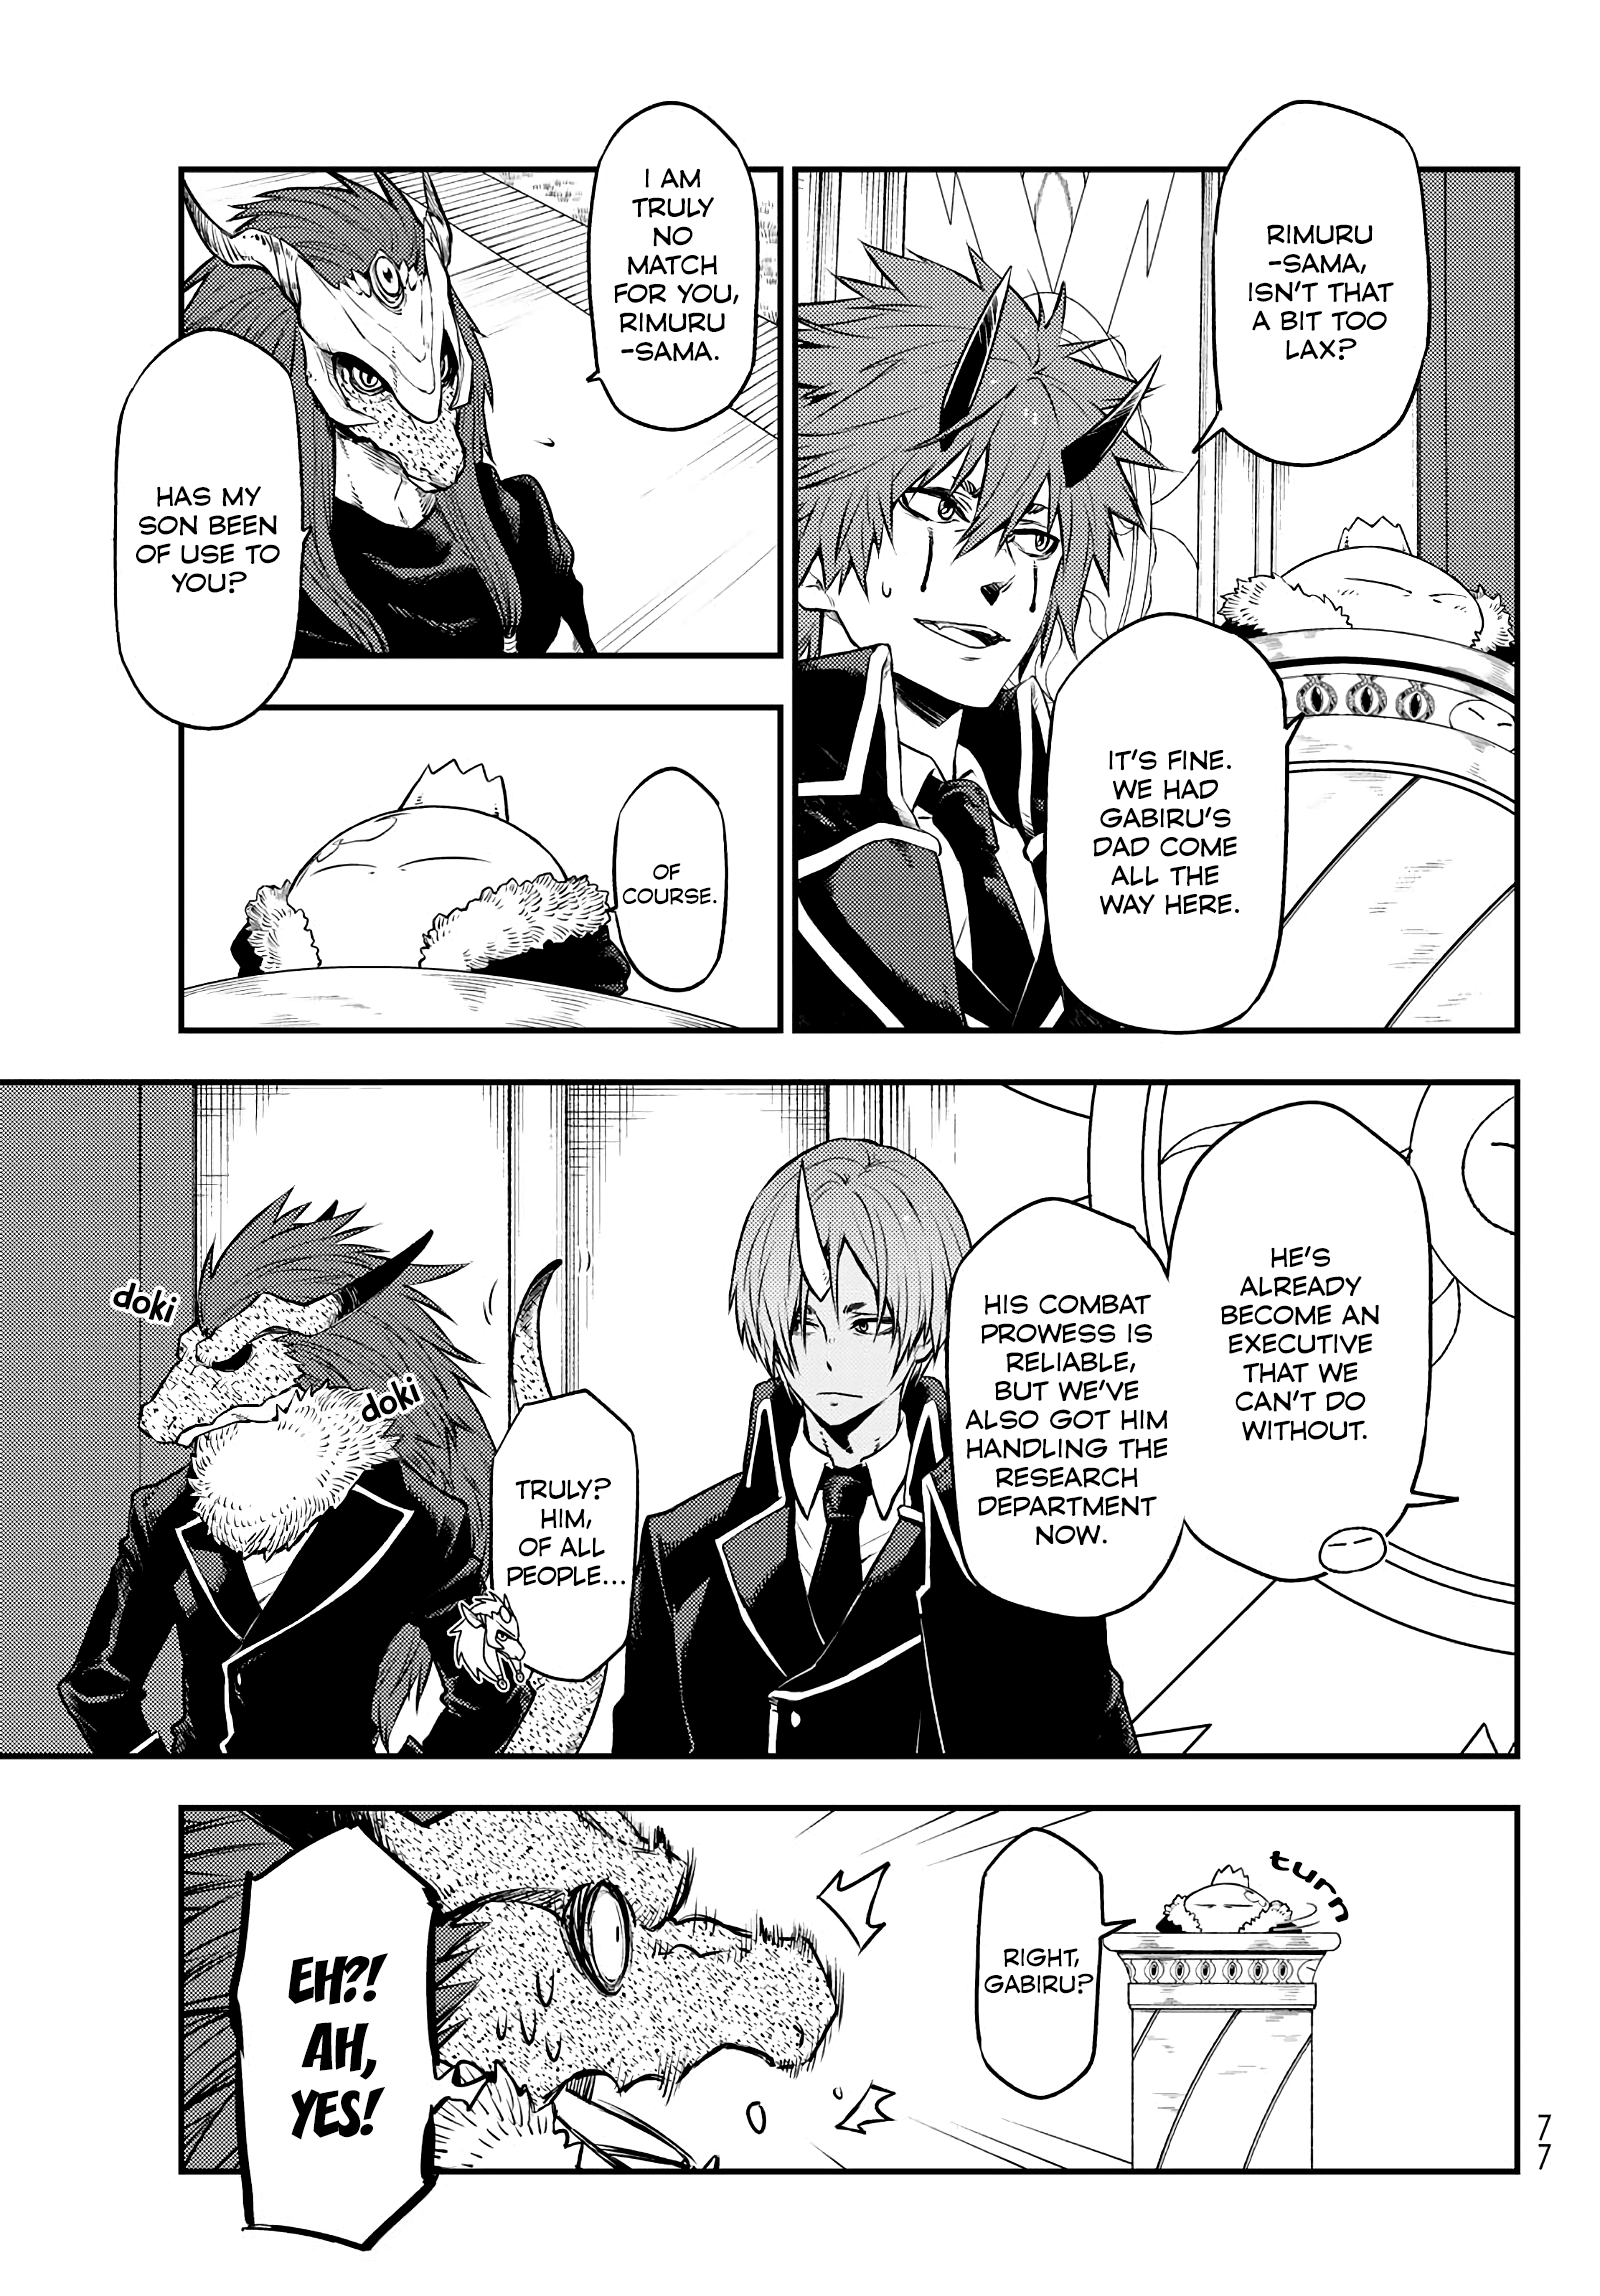 RIMURU
-SAMA,
ISN'T THAT
A BIT TOO
LAX?
IT'S FINE.
WE HAD
GABIRU'S
DAD COME
ALL THE
WAY HERE.
I AM
TRULY
NO
MATCH
FOR YOU,
RIMURU
-SAMA.
HAS MY
SON BEEN
OF USE TO
YOU?
OF
COURSE.
HE'S
ALREADY
BECOME AN
EXECUTIVE
THAT WE
CAN'T DO
WITHOUT.
HIS COMBAT
PROWESS IS
RELIABLE,
BUT WE'VE
ALSO GOT HIM
HANDLING THE
RESEARCH
DEPARTMENT
NOW.
TRULY?
HIM,
OF ALL
PEOPLE...
doki
doki
turn
RIGHT,
GABIRU?
EH?!
AH,
YES!
77